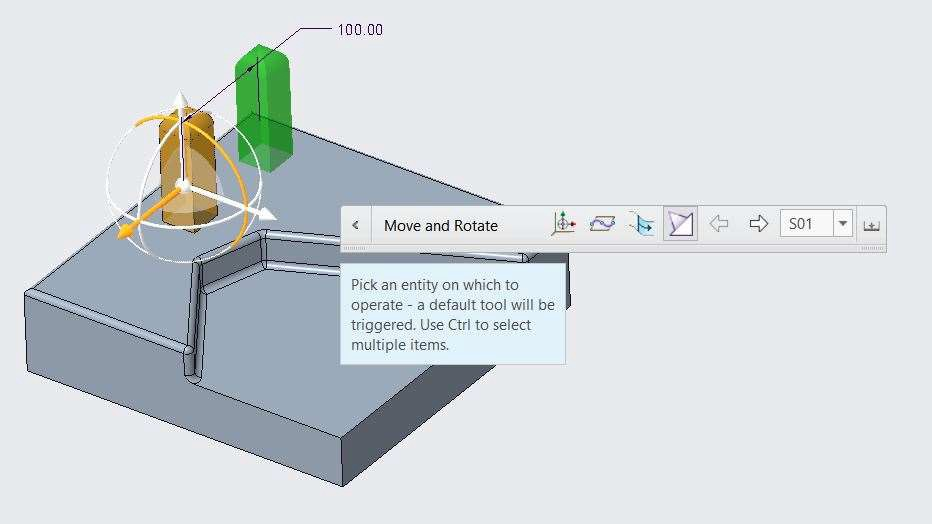 100.00
Move and Rotate
S01
Pick an entity on which to
operate - a default tool will be
triggered. Use Ctrl to select
multiple items.